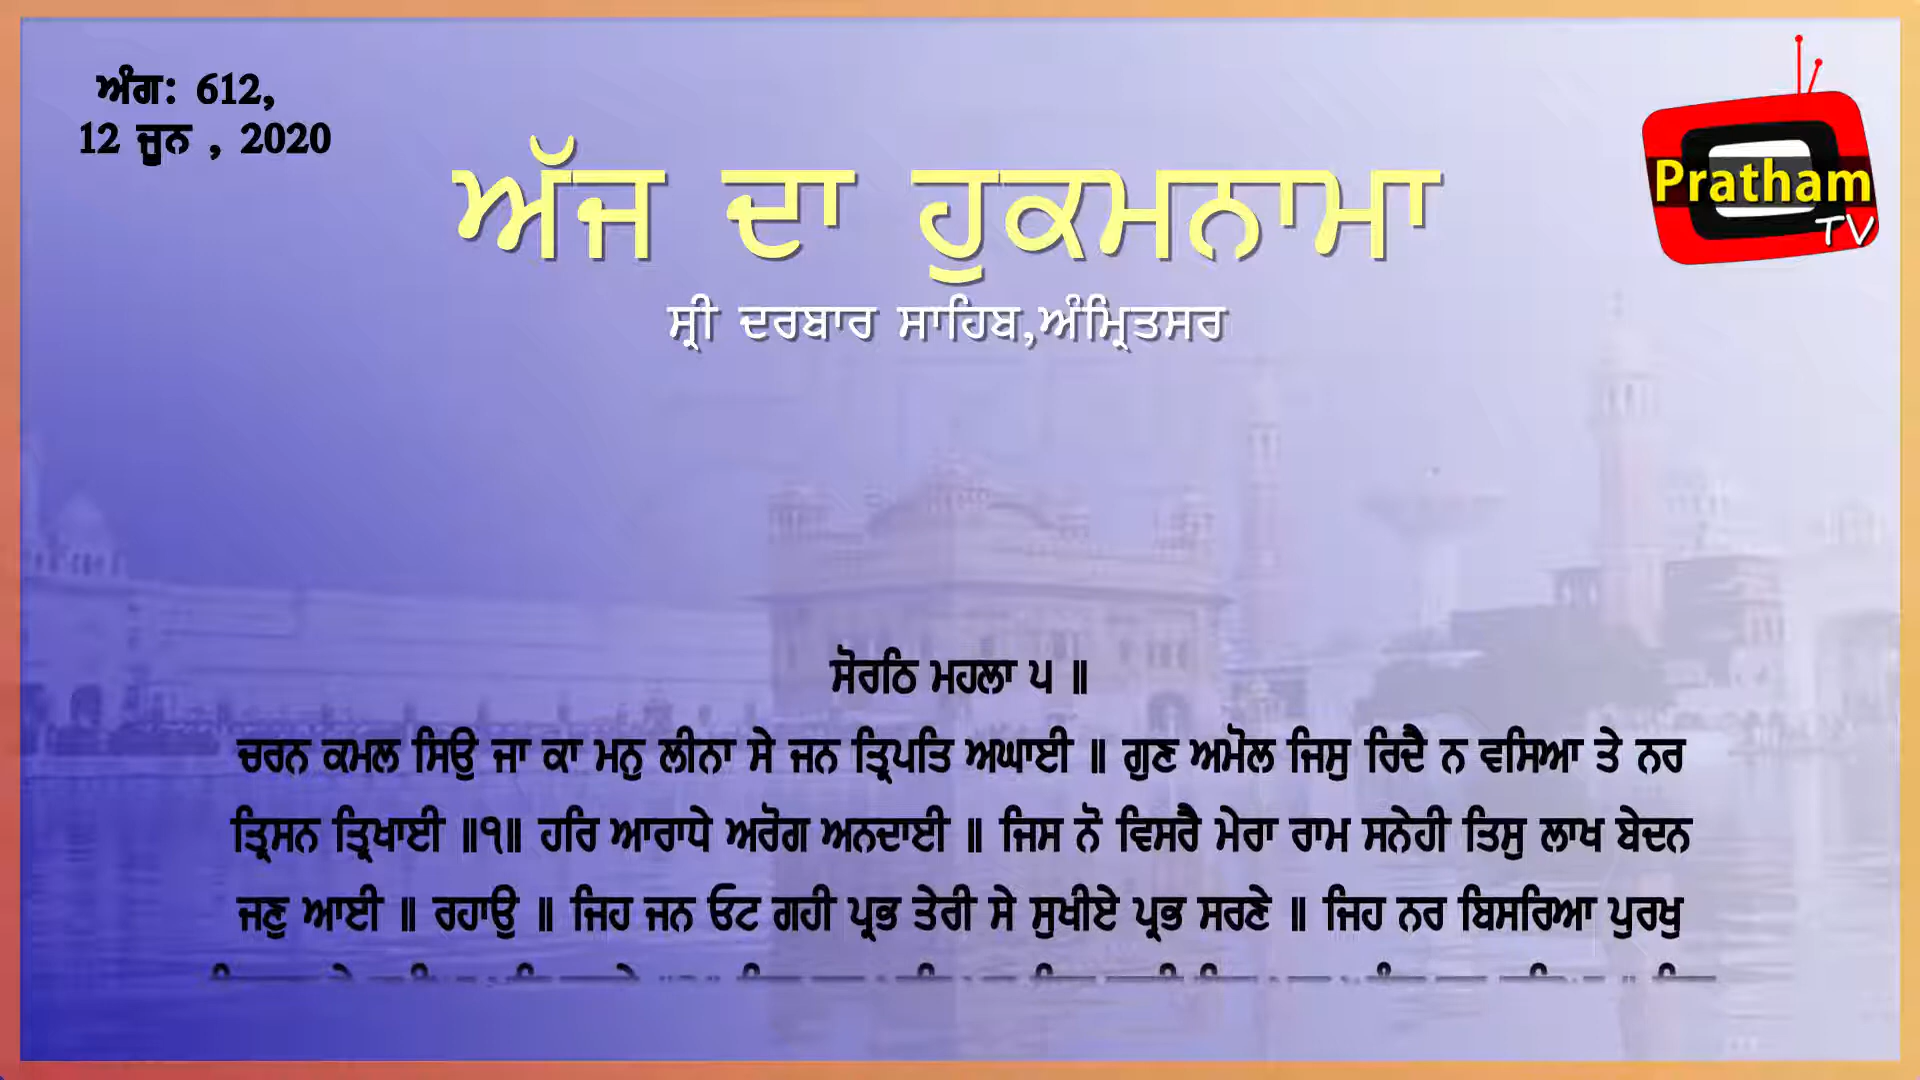 ਅੰਗ: 612,
12 ਜੂਨ , 2020
ਅੱਜ ਦਾ ਹੁਕਮਨਾਮਾ
ਸ੍ਰੀ ਦਰਬਾਰ ਸਾਹਿਬ,ਅੰਮ੍ਰਿਤਸਰ
Pratham
TV
ਸੋਰਠਿ ਮਹਲਾ ੫ ॥
ਚਰਨ ਕਮਲ ਸਿਉ ਜਾ ਕਾ ਮਨੁ ਲੀਨਾ ਸੇ ਜਨ ਤ੍ਰਿਪਤਿ ਅਘਾਈ ॥ ਗੁਣ ਅਮੋਲ ਜਿਸੁ ਰਿਦੈ ਨ ਵਸਿਆ ਤੇ ਨਰ
ਤ੍ਰਿਸਨ ਤ੍ਰਿਖਾਈ ॥੧॥ ਹਰਿ ਆਰਾਧੇ ਅਰੋਗ ਅਨਦਾਈ ॥ ਜਿਸ ਨੋ ਵਿਸਰੈ ਮੇਰਾ ਰਾਮ ਸਨੇਹੀ ਤਿਸੁ ਲਾਖ ਬੇਦਨ
ਜਣੁ ਆਈ ॥ ਰਹਾਉ ॥ ਜਿਹ ਜਨ ਓਟ ਗਹੀ ਪ੍ਰਭ ਤੇਰੀ ਸੇ ਸੁਖੀਏ ਪ੍ਰਭ ਸਰਣੇ ॥ ਜਿਹ ਨਰ ਬਿਸਰਿਆ ਪੁਰਖੁ